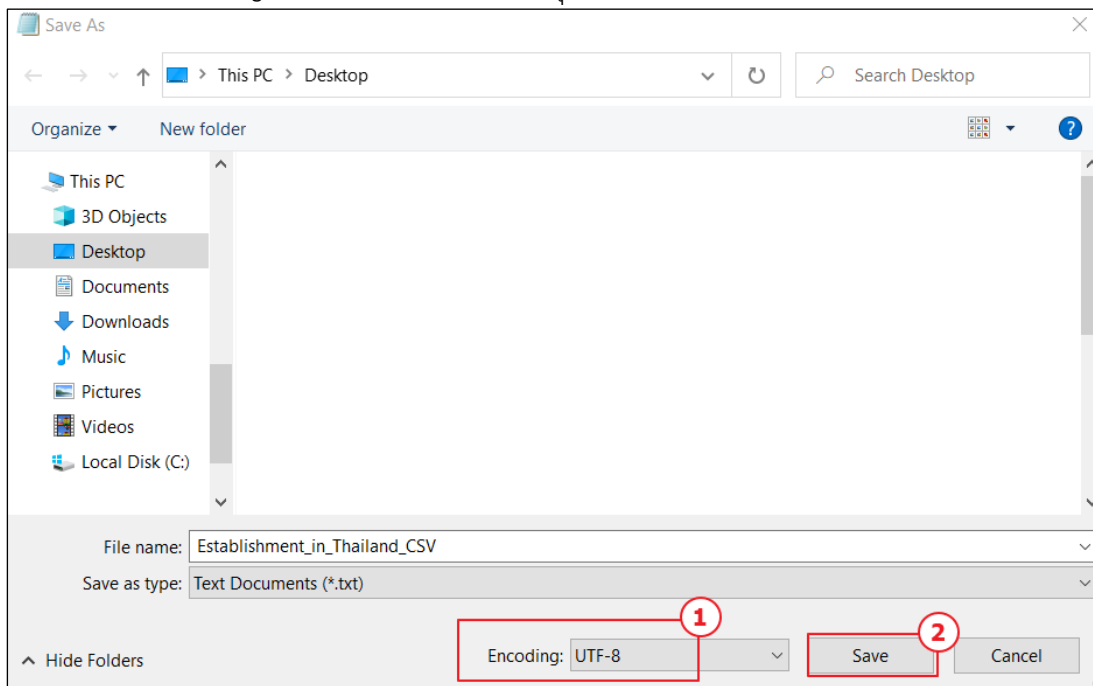 Save As
This PC > Desktop
Search Desktop
Organize
New folder
This PC
3D Objects
Desktop
Documents
Downloads
Music
Pictures
Videos
Local Disk (C:)
File name: Establishment_in_Thailand_CSV
Save as type: Text Documents (*.txt)
1
2
Hide Folders
Encoding: UTF-8
Save
Cancel